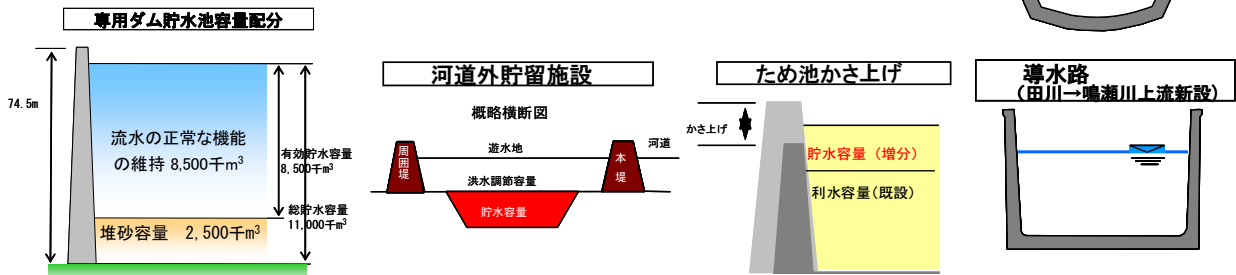 専用ダム貯水池容量配分
74.5m
流水の正常な機能
の維持 8,500千m³
有効貯水容量
8,500千m³
総貯水容量
11,000千m³
堆砂容量　2,500千m³
河道外貯留施設
概略横断図
周囲堤
遊水地
本堤
河道
洪水調節容量
貯水容量
ため池かさ上げ
かさ上げ
貯水容量（増分）
利水容量(既設)
導水路
（田川→鳴瀬川上流新設）